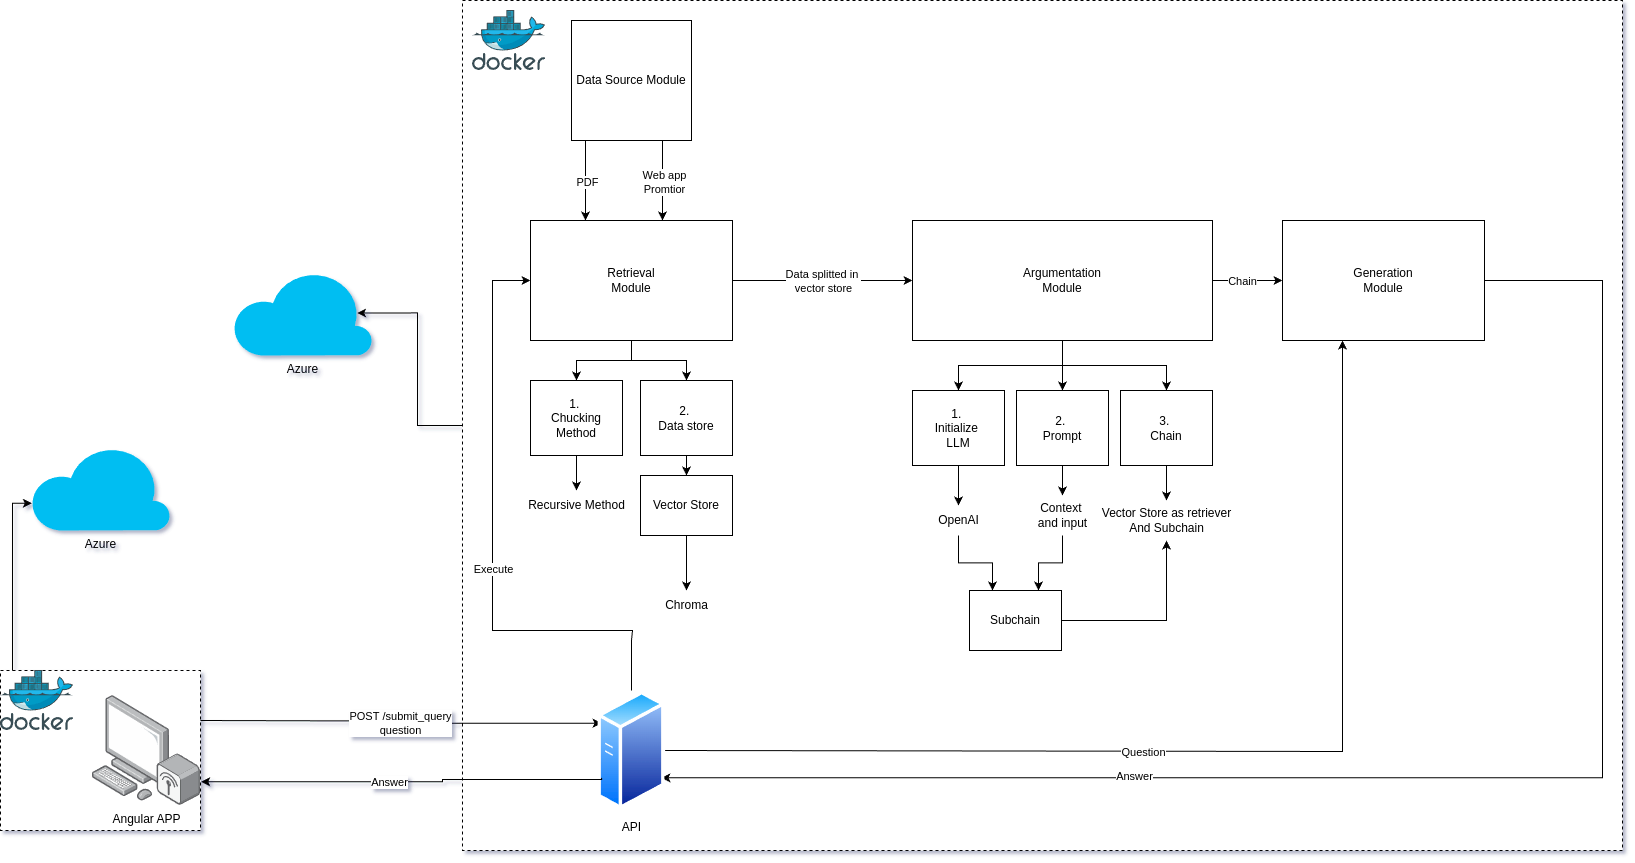 docker
Data Source Module
PDF
Web app
Promtior
Retrieval
Module
Data splitted in
vector store
Argumentation
Module
Chain
Generation
Module
Azure
1.
Chucking
Method
2.
Data store
1.
Initialize
LLM
2.
Prompt
3.
Chain
Recursive Method
Vector Store
OpenAI
Context
and input
Vector Store as retriever
And Subchain
Azure
Execute
Chroma
Subchain
docker
POST /submit_query
question
Question
Answer
Answer
Angular APP
API